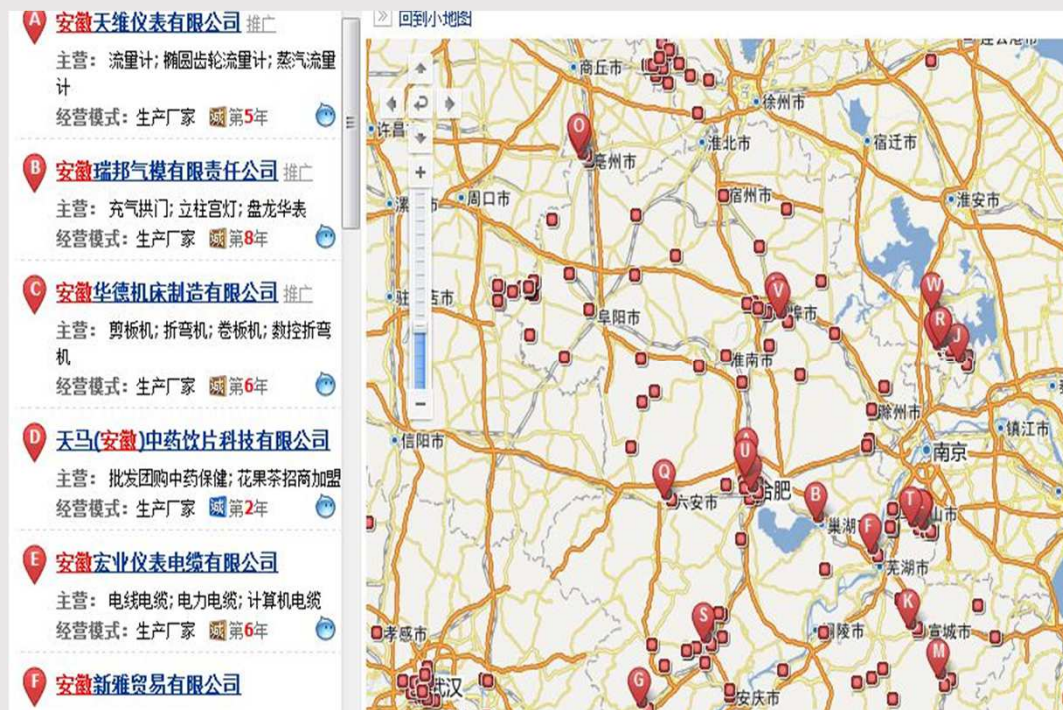 A 安徽天维仪表有限公司 推广
主营: 流量计; 椭圆齿轮流量计; 蒸汽流量
计
经营模式: 生产厂家 诚 第5年
B 安徽瑞邦气模有限责任公司 推广
主营: 充气拱门; 立柱宫灯; 盘龙华表
经营模式: 生产厂家 诚 第8年
C 安徽华德机床制造有限公司 推广
主营: 剪板机; 折弯机; 卷板机; 数控折弯
机
经营模式: 生产厂家 诚 第6年
D 天马(安徽)中药饮片科技有限公司
主营: 批发团购中药保健; 花果茶招商加盟
经营模式: 生产厂家 诚 第2年
E 安徽宏业仪表电缆有限公司
主营: 电线电缆; 电力电缆; 计算机电缆
经营模式: 生产厂家 诚 第6年
F 安徽新雅贸易有限公司
回到小地图
商丘市
徐州市
许昌
淮北市
宿迁市
O
亳州市
周口市
宿州市
淮安市
店市
阜阳市
V
埠市
W
R
J
淮南市
滁州市
镇江市
信阳市
南京
U
合肥
Q
六安市
B
巢湖
F
T
山市
芜湖市
K
宣城市
S
铜陵市
孝感市
M
G
武汉
安庆市